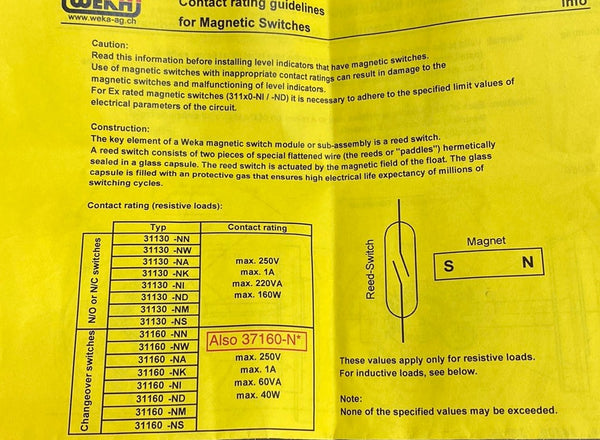 WEKA
www.weka-ag.ch
Contact rating guidelines
for Magnetic Switches
Info
Caution:
Read this information before installing level indicators that have magnetic switches.
Use of magnetic switches with inappropriate contact ratings can result in damage to the
magnetic switches and malfunctioning of level indicators.
For Ex rated magnetic switches (311x0-NI / -ND) it is necessary to adhere to the specified limit values of
electrical parameters of the circuit.
Construction:
The key element of a Weka magnetic switch module or sub-assembly is a reed switch.
A reed switch consists of two pieces of special flattened wire (the reeds or "paddles") hermetically
sealed in a glass capsule. The reed switch is actuated by the magnetic field of the float. The glass
capsule is filled with an protective gas that ensures high electrical life expectancy of millions of
switching cycles.
Contact rating (resistive loads):
Typ
Contact rating
N/O or N/C switches
31130 -NN
31130 -NW
31130 -NA
31130 -NK
31130 -NI
31130 -ND
31130 -NM
31130 -NS
max. 250V
max. 1A
max. 220VA
max. 160W
Changeover switches
31160 -NN
31160 -NW
31160 -NA
31160 -NK
31160 -NI
31160 -ND
31160 -NM
31160 -NS
Also 37160-N*
max. 250V
max. 1A
max. 60VA
max. 40W
Reed-Switch
Magnet
S N
These values apply only for resistive loads.
For inductive loads, see below.
Note:
None of the specified values may be exceeded.